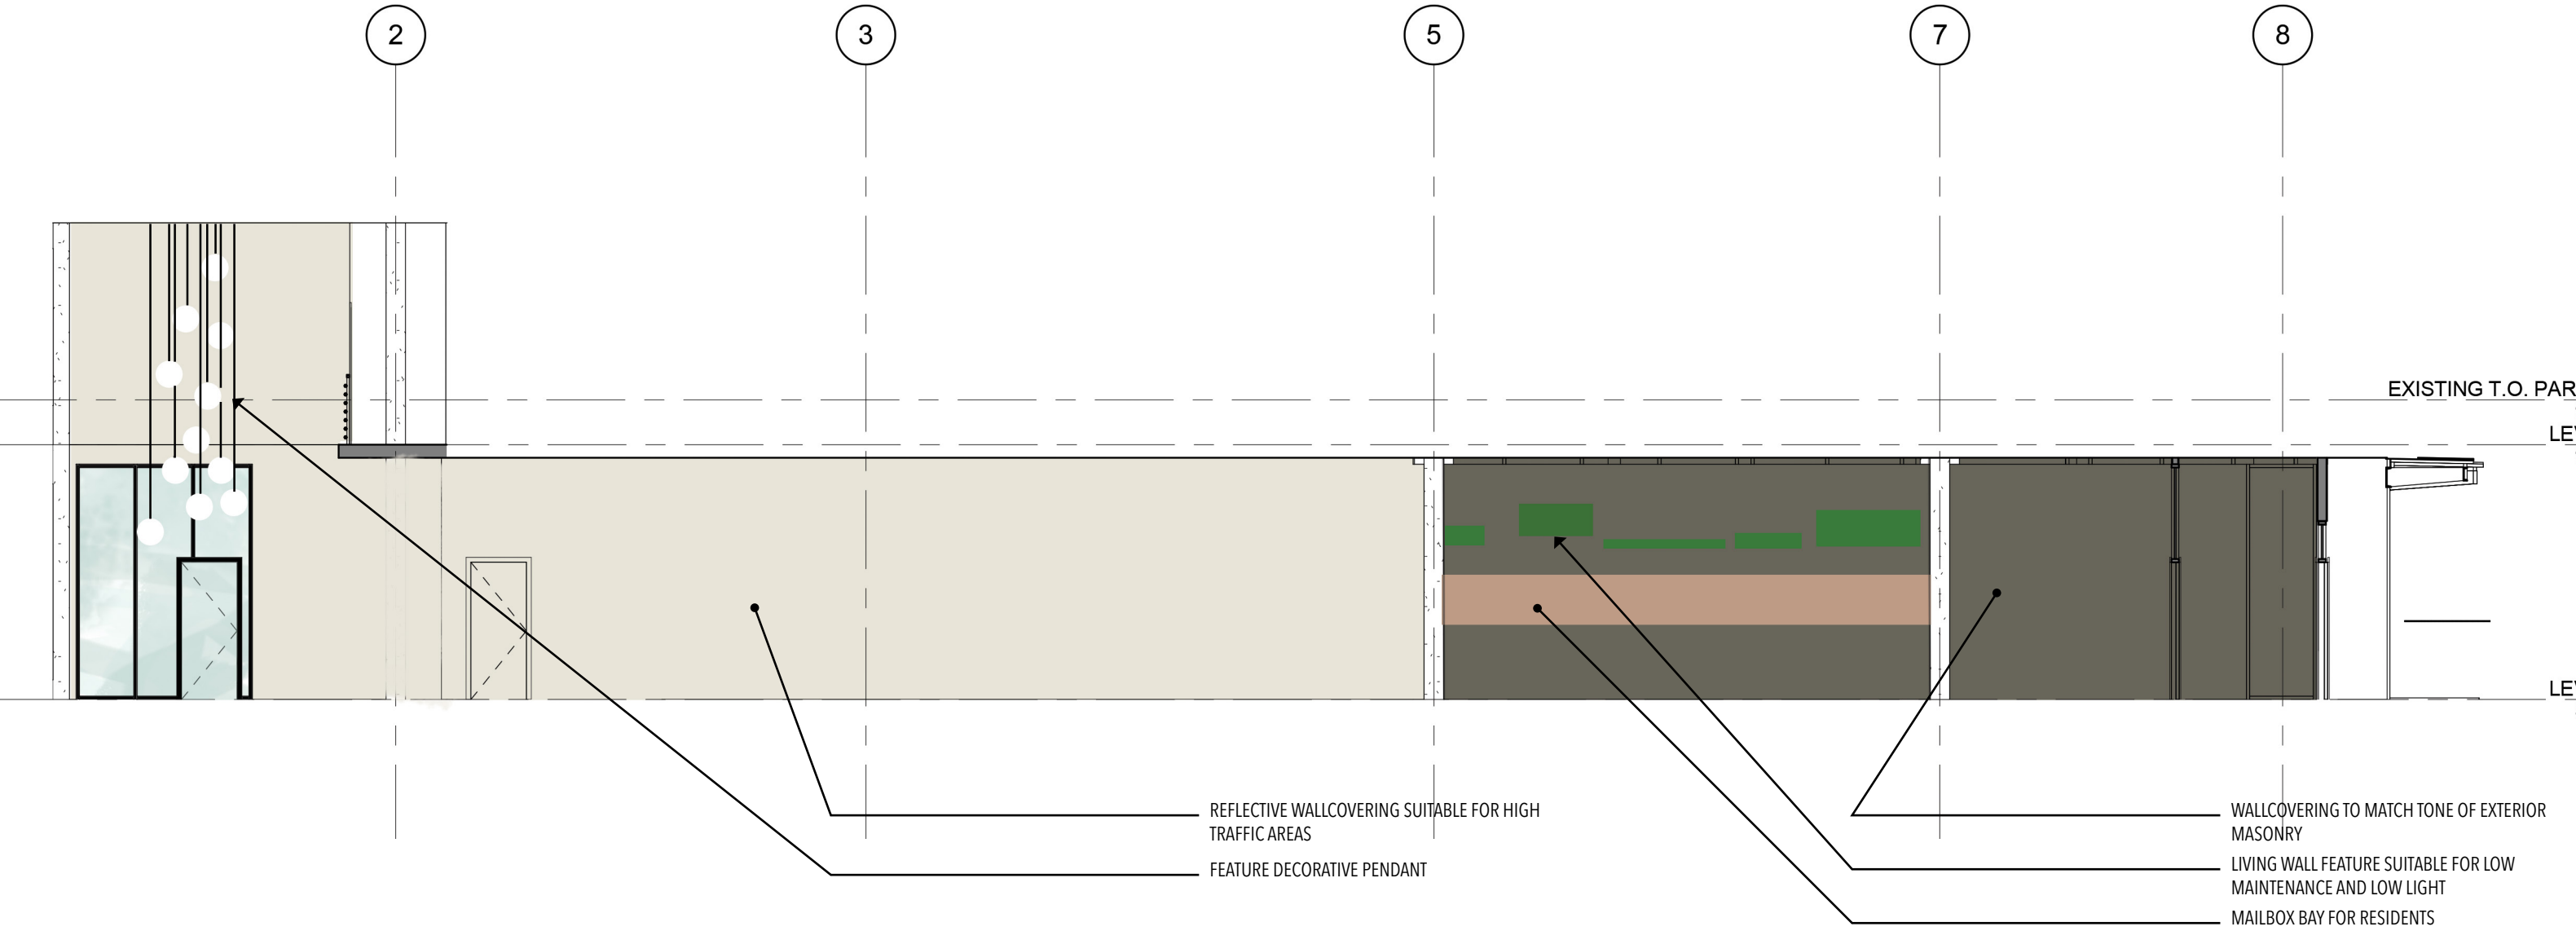 2
3
5
7
8
EXISTING T.O. PAR
LE
LE
REFLECTIVE WALLCOVERING SUITABLE FOR HIGH
TRAFFIC AREAS
FEATURE DECORATIVE PENDANT
WALLCOVERING TO MATCH TONE OF EXTERIOR
MASONRY
LIVING WALL FEATURE SUITABLE FOR LOW
MAINTENANCE AND LOW LIGHT
MAILBOX BAY FOR RESIDENTS